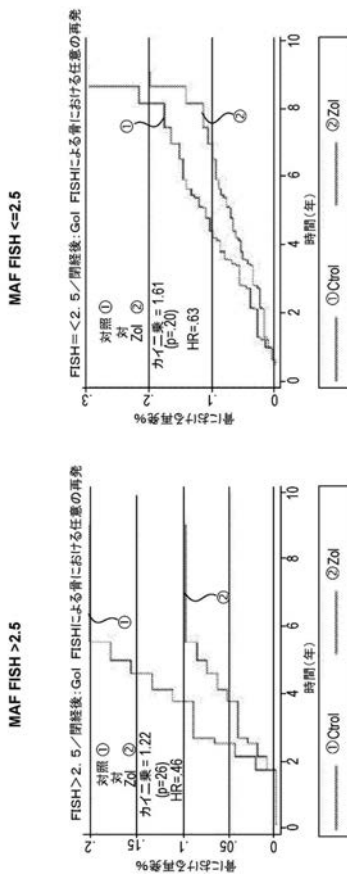 MAF FISH >2.5
FISH>2. 5/閉経後:Gol FISHによる骨における任意の再発
対照 ①
対
Zol ②
カイ二乗 = 1.22
(p=26)
HR=.46
骨における再発%
.2
.15
.1
0.05
0
①
②
0 2 4 6 8 10
時間(年)
①Ctrol ②Zol
MAF FISH <=2.5
FISH=<2. 5/閉経後:Gol FISHによる骨における任意の再発
対照 ①
対
Zol ②
カイ二乗 = 1.61
(p=.20)
HR=.63
骨における再発%
.3
.2
.1
0
①
②
0 2 4 6 8 10
時間(年)
①Ctrol ②Zol